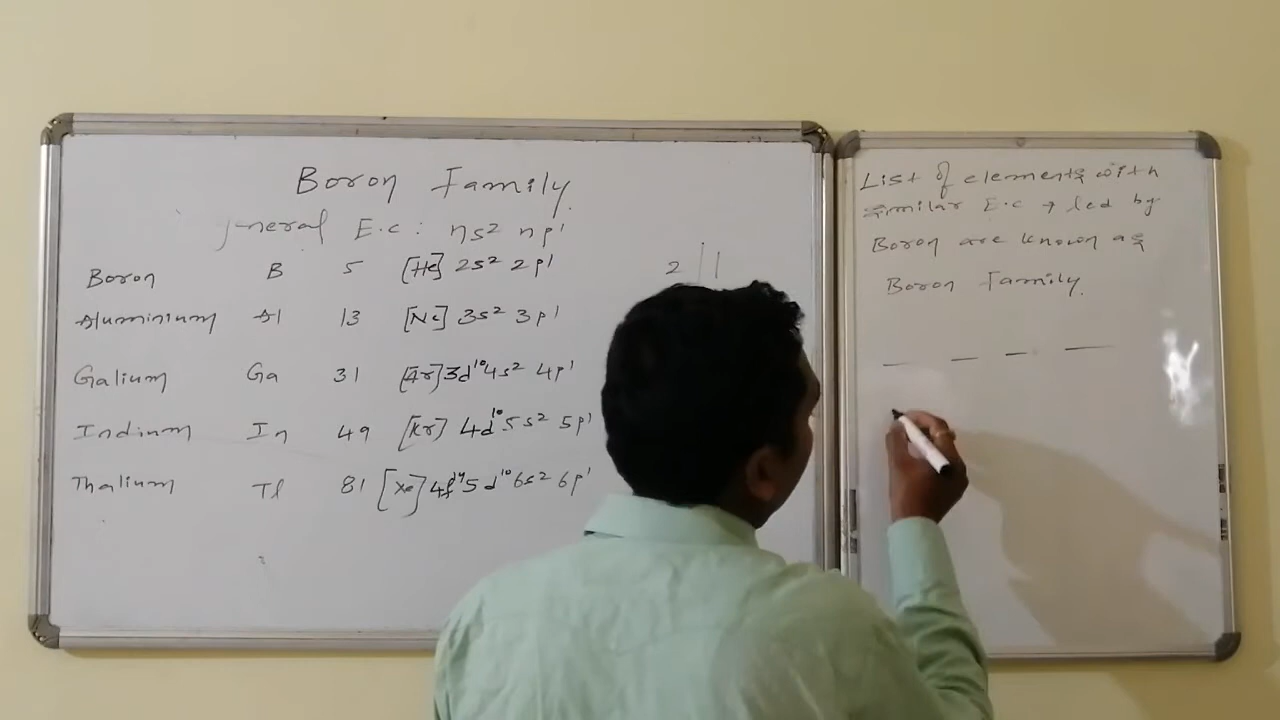 Boron Family.
General E.C: ns² np¹
Boron B 5 [He] 2s² 2p¹ 2 | |
Aluminium Al 13 [Ne] 3s² 3p¹
Galium Ga 31 [Ar] 3d¹⁰ 4s² 4p¹
Indium In 49 [Kr] 4d¹⁰ 5s² 5p¹
Thalium Tl 81 [Xe] 4f¹⁴ 5d¹⁰ 6s² 6p¹
List of elements with
similar E.C → led by
Boron are known as
Boron Family.